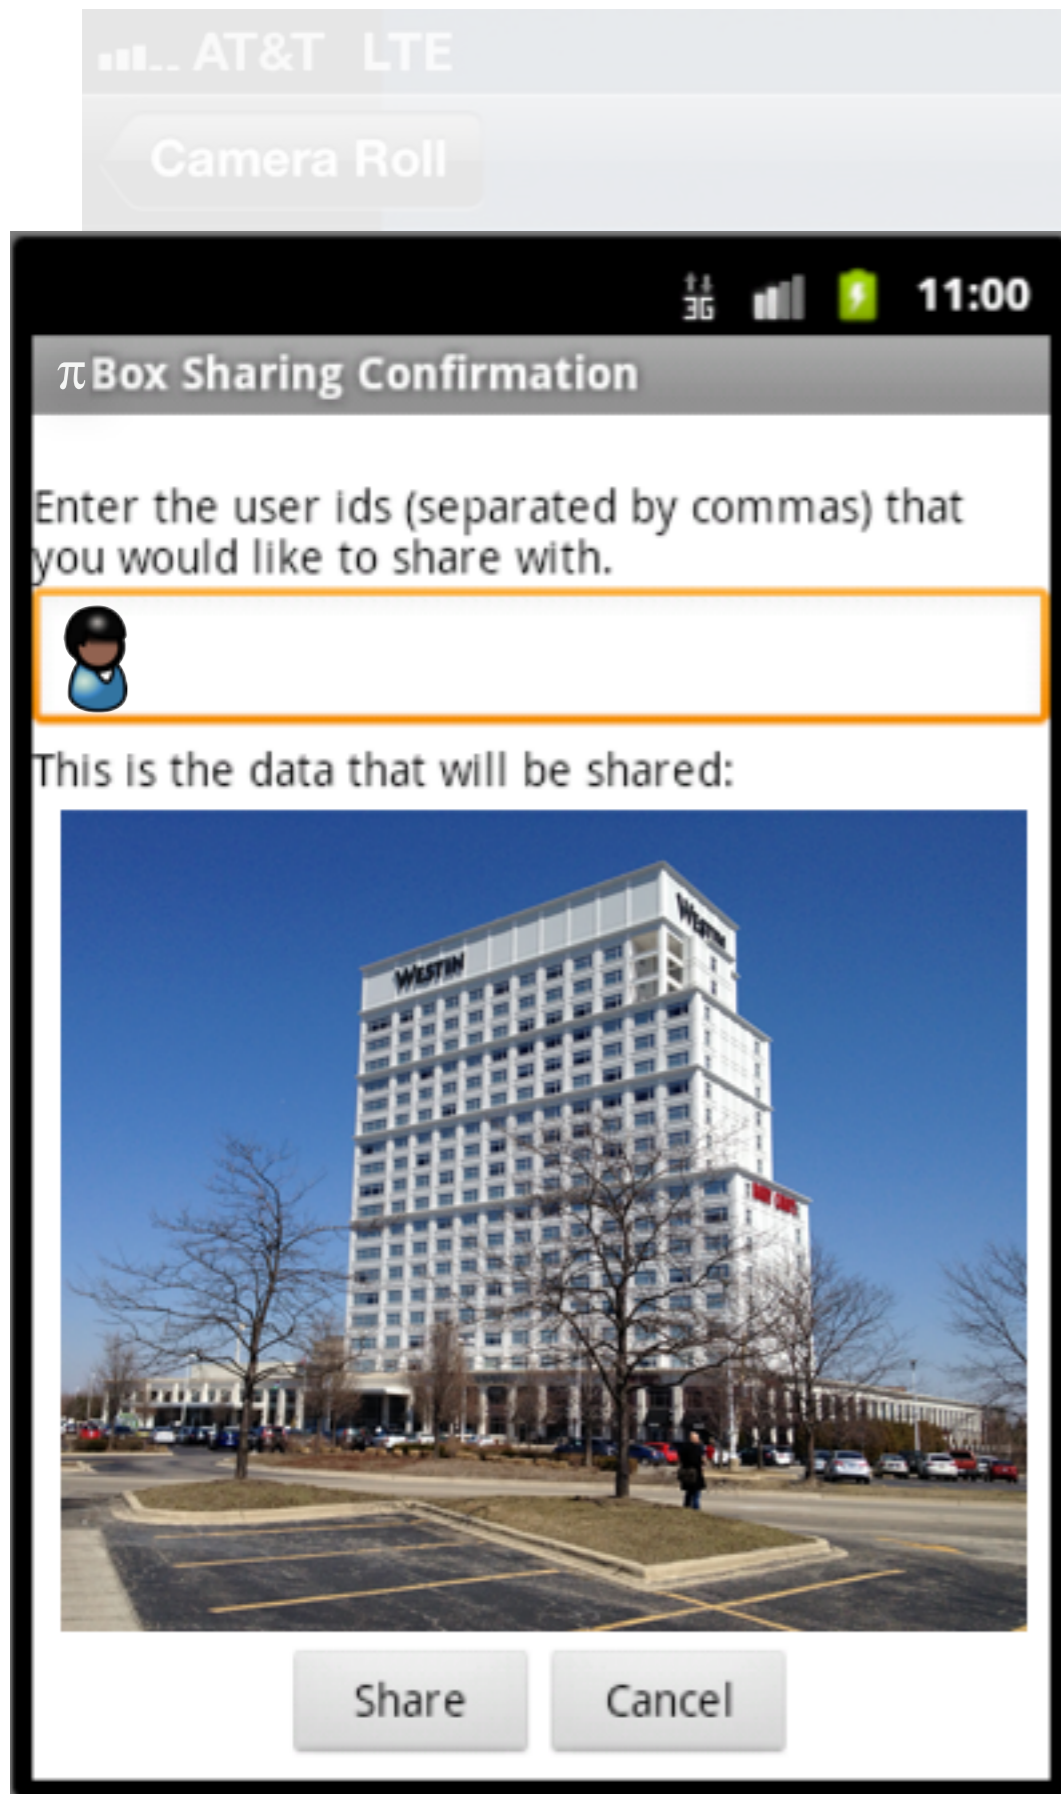 AT&T LTE
Camera Roll
3G 11:00
πBox Sharing Confirmation
Enter the user ids (separated by commas) that
you would like to share with.
This is the data that will be shared:
WESTIN
WESTIN
Share
Cancel